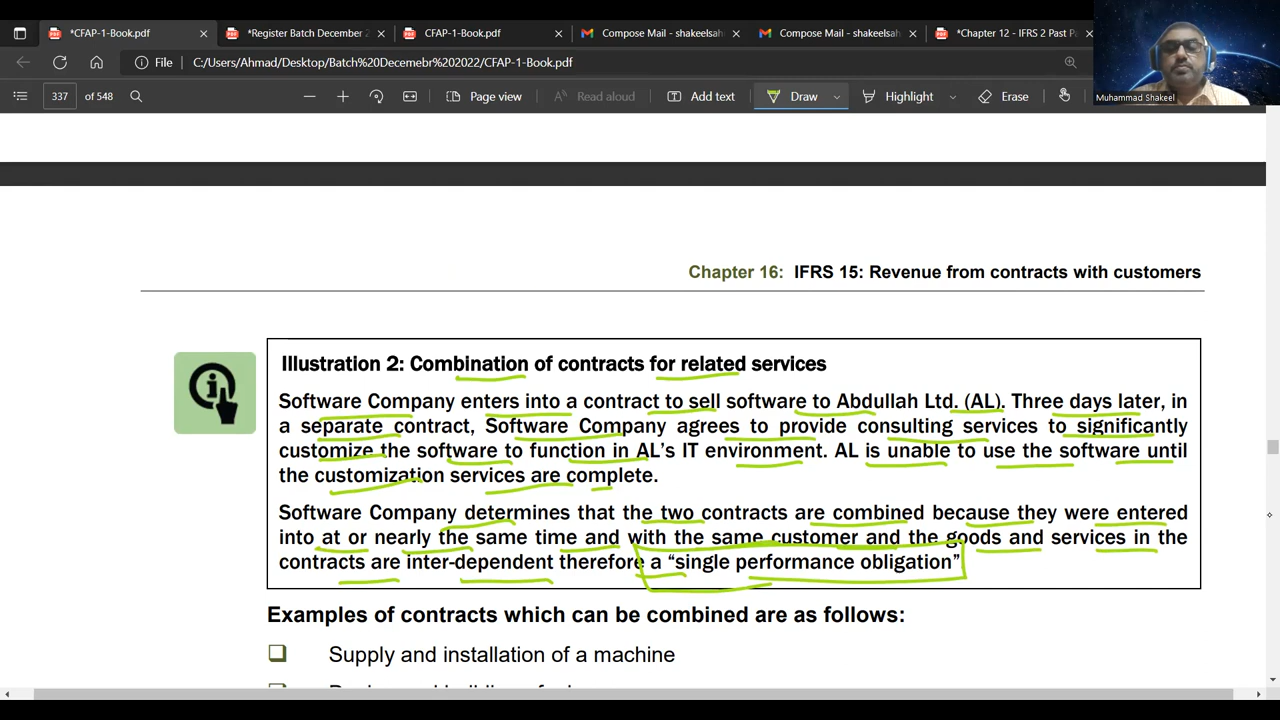 *CFAP-1-Book.pdf
*Register Batch December 2
CFAP-1-Book.pdf
Compose Mail - shakeelsah
Compose Mail - shakeelsah
*Chapter 12 - IFRS 2 Past Pa
File
C:/Users/Ahmad/Desktop/Batch%20Decemebr%202022/CFAP-1-Book.pdf
337 of 548
Page view
Read aloud
Add text
Draw
Highlight
Erase
Muhammad Shakeel
Chapter 16: IFRS 15: Revenue from contracts with customers
Illustration 2: Combination of contracts for related services
Software Company enters into a contract to sell software to Abdullah Ltd. (AL). Three days later, in
a separate contract, Software Company agrees to provide consulting services to significantly
customize the software to function in AL's IT environment. AL is unable to use the software until
the customization services are complete.
Software Company determines that the two contracts are combined because they were entered
into at or nearly the same time and with the same customer and the goods and services in the
contracts are inter-dependent therefore a “single performance obligation”
Examples of contracts which can be combined are as follows:
Supply and installation of a machine